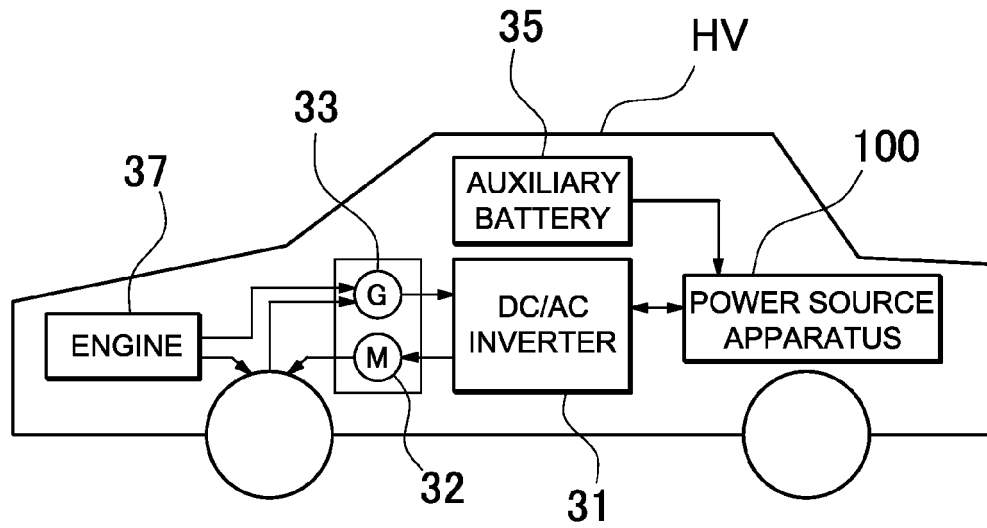 35
HV
33
100
37
AUXILIARY
BATTERY
G
DC/AC
INVERTER
POWER SOURCE
APPARATUS
ENGINE
M
32
31